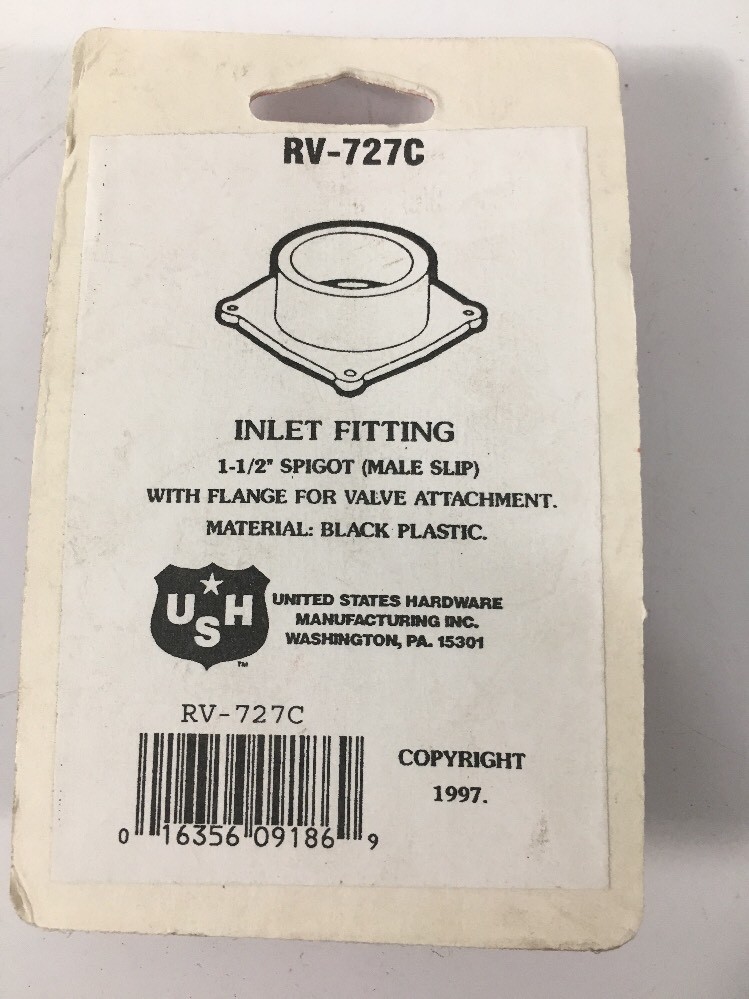 RV-727C
INLET FITTING
1-1/2" SPIGOT (MALE SLIP)
WITH FLANGE FOR VALVE ATTACHMENT.
MATERIAL: BLACK PLASTIC.
USH
TM
UNITED STATES HARDWARE
MANUFACTURING INC.
WASHINGTON, PA. 15301
RV-727C
0 16356 09186 9
COPYRIGHT
1997.